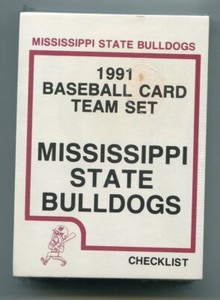 MISSISSIPPI STATE BULLDOGS
1991
BASEBALL CARD
TEAM SET
MISSISSIPPI
STATE
BULLDOGS
CHECKLIST